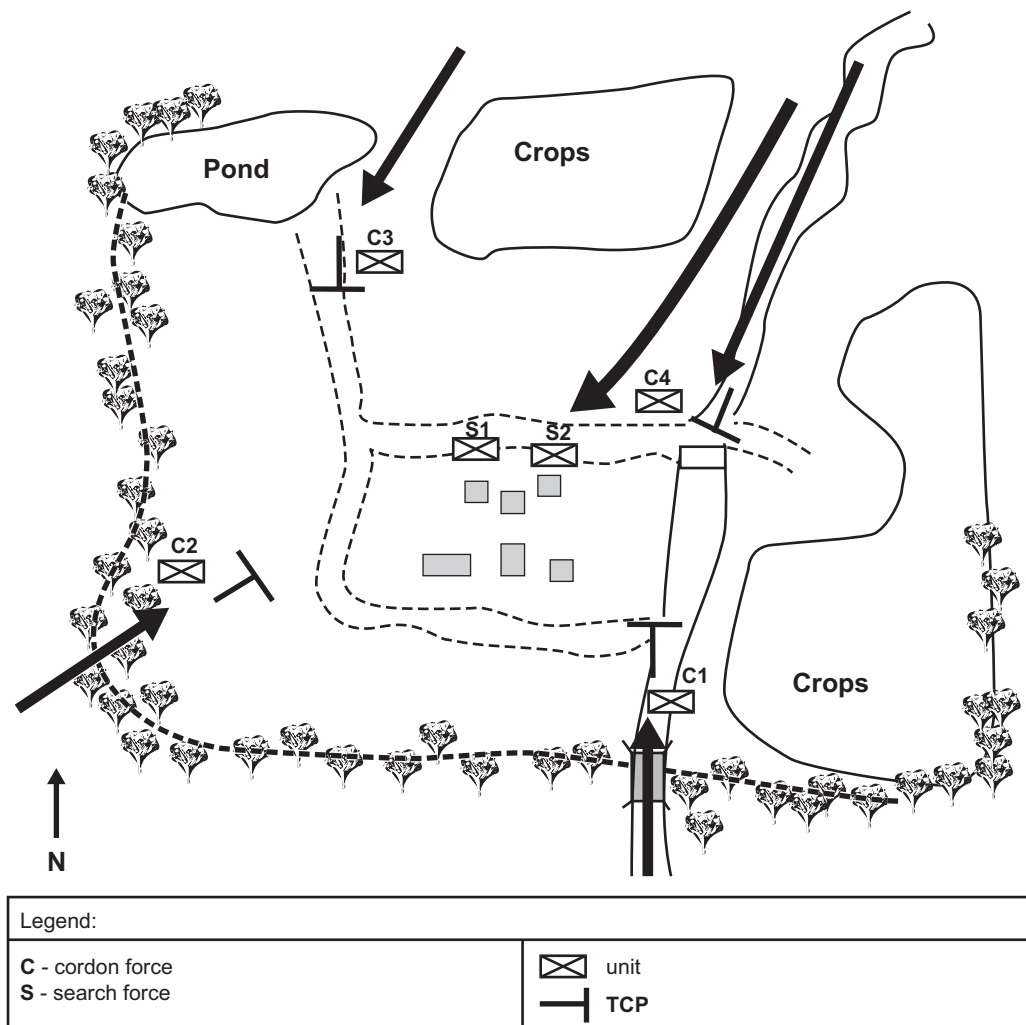 Pond
Crops
C3
C4
S1
S2
C2
C1
Crops
N
Legend:
C - cordon force
S - search force
unit
TCP